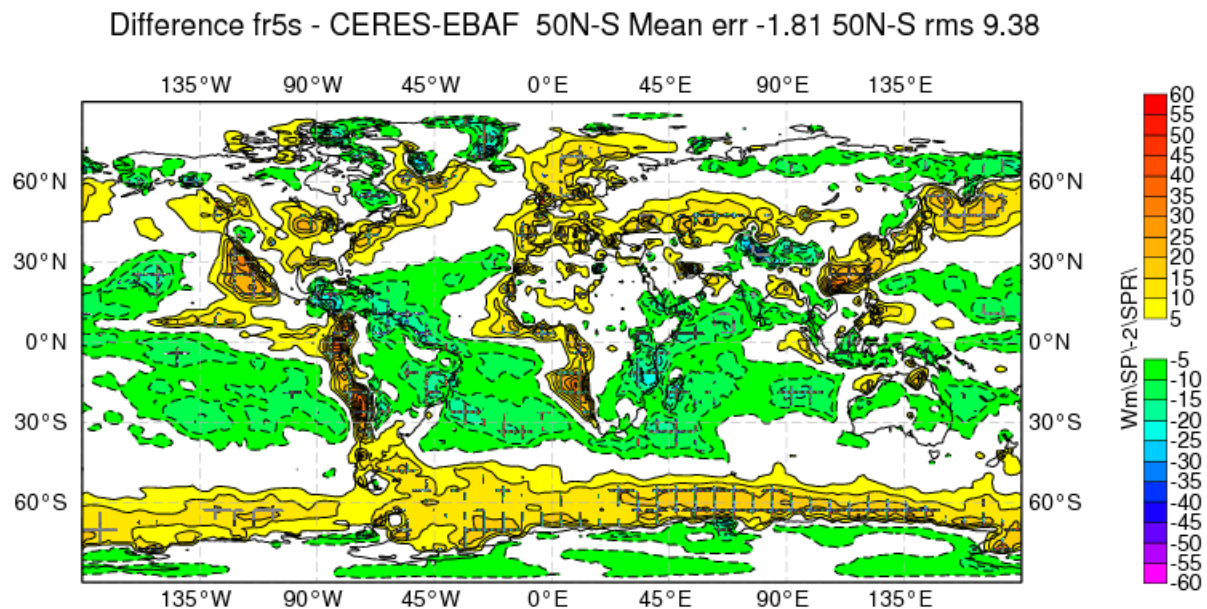 Difference fr5s - CERES-EBAF 50N-S Mean err -1.81 50N-S rms 9.38
135°W 90°W 45°W 0°E 45°E 90°E 135°E
60°N 60°N
30°N 30°N
0°N 0°N
30°S 30°S
60°S 60°S
135°W 90°W 45°W 0°E 45°E 90°E 135°E
60
55
50
45
40
35
30
25
20
15
10
5
-5
-10
-15
-20
-25
-30
-35
-40
-45
-50
-55
-60
Wm\SP\-2\SPR\